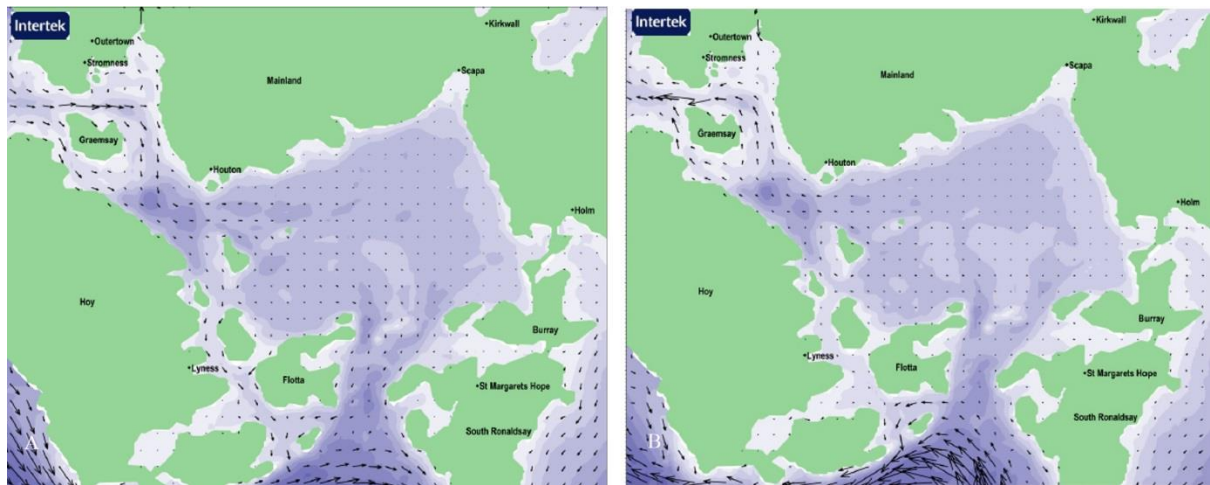 Intertek
Kirkwall
Outertown
Stromness
Scapa
Mainland
Graemsay
Houton
Holm
Hoy
Burray
Lyness
Flotta
St Margarets Hope
South Ronaldsay
A
Intertek
Kirkwall
Outertown
Stromness
Scapa
Mainland
Graemsay
Houton
Holm
Hoy
Burray
Lyness
Flotta
St Margarets Hope
South Ronaldsay
B